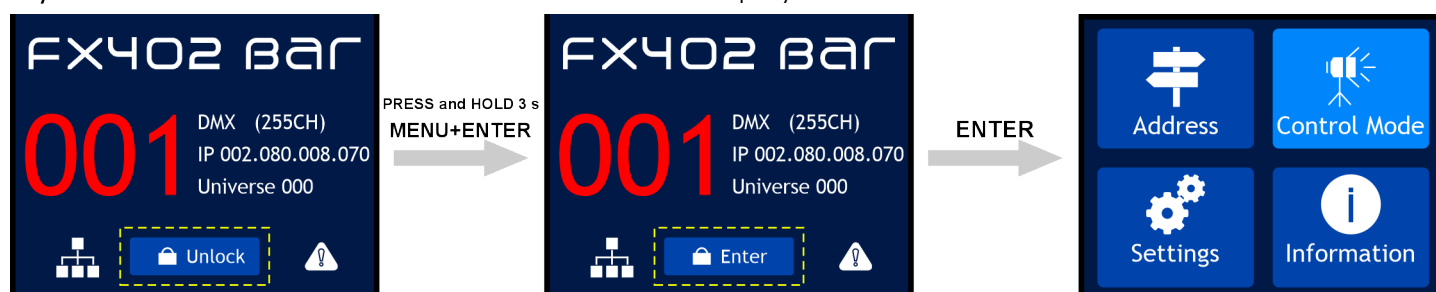 FX402 Bar
001
DMX (255CH)
IP 002.080.008.070
Universe 000
Unlock
PRESS and HOLD 3 s
MENU+ENTER
FX402 Bar
001
DMX (255CH)
IP 002.080.008.070
Universe 000
Enter
ENTER
Address
Control Mode
Settings
Information